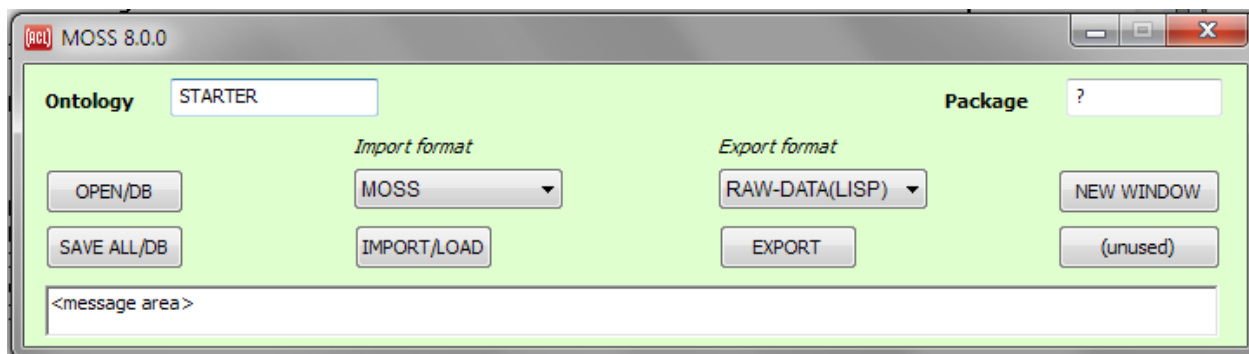 (ACL) MOSS 8.0.0
Ontology STARTER Package ?
Import format Export format
OPEN/DB MOSS RAW-DATA(LISP) NEW WINDOW
SAVE ALL/DB IMPORT/LOAD EXPORT (unused)
<message area>